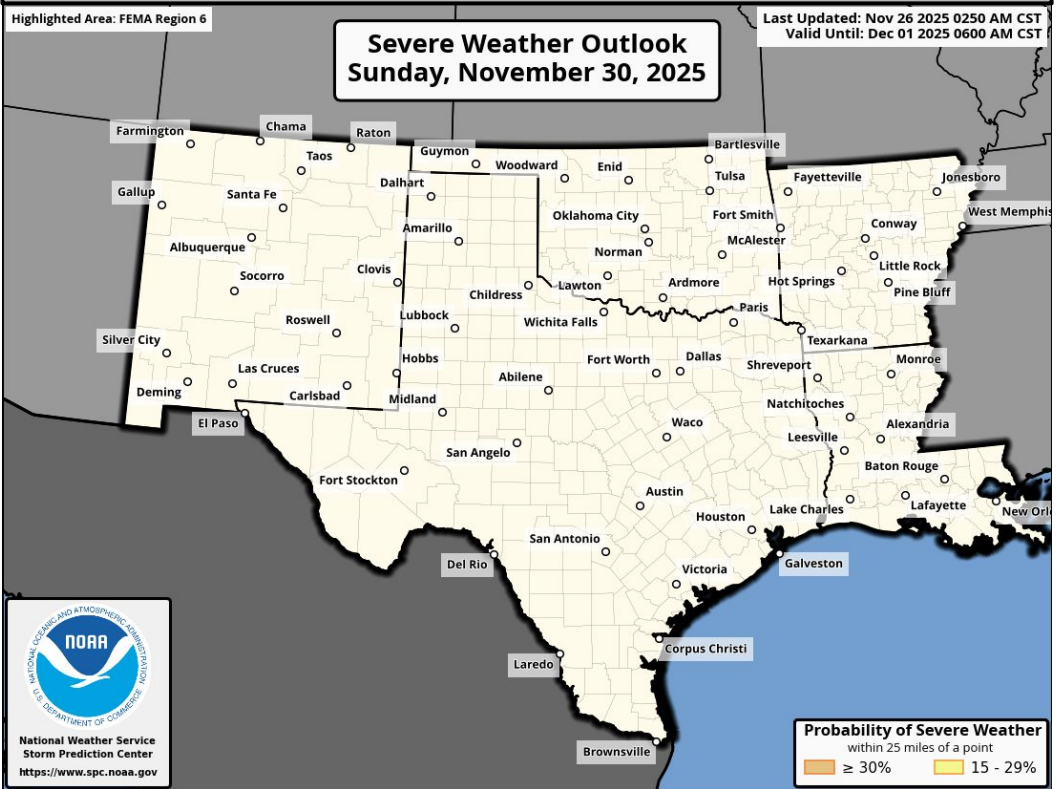 Highlighted Area: FEMA Region 6
Severe Weather Outlook
Sunday, November 30, 2025
Last Updated: Nov 26 2025 0250 AM CST
Valid Until: Dec 01 2025 0600 AM CST
Farmington
Chama
Raton
Taos
Guymon
Woodward
Enid
Bartlesville
Tulsa
Fayetteville
Jonesboro
Gallup
Santa Fe
Dalhart
Amarillo
Oklahoma City
Fort Smith
Conway
West Memphis
Albuquerque
Norman
McAlester
Socorro
Clovis
Childress
Lawton
Ardmore
Hot Springs
Little Rock
Pine Bluff
Roswell
Lubbock
Wichita Falls
Paris
Texarkana
Silver City
Las Cruces
Hobbs
Fort Worth
Dallas
Shreveport
Monroe
Deming
Carlsbad
Midland
Abilene
Natchitoches
El Paso
San Angelo
Waco
Leesville
Alexandria
Fort Stockton
Austin
Baton Rouge
Houston
Lake Charles
Lafayette
New Orl
San Antonio
Del Rio
Victoria
Galveston
Corpus Christi
Laredo
Brownsville
NATIONAL OCEANIC AND ATMOSPHERIC ADMINISTRATION
NOAA
U.S. DEPARTMENT OF COMMERCE
National Weather Service
Storm Prediction Center
https://www.spc.noaa.gov
Probability of Severe Weather
within 25 miles of a point
≥ 30%
15 - 29%